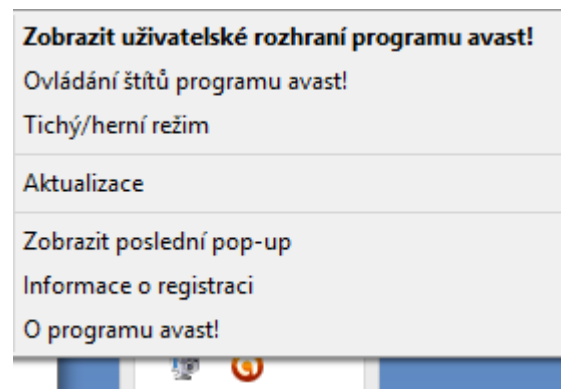 Zobrazit uživatelské rozhraní programu avast!
Ovládání štítů programu avast!
Tichý/herní režim
Aktualizace
Zobrazit poslední pop-up
Informace o registraci
O programu avast!